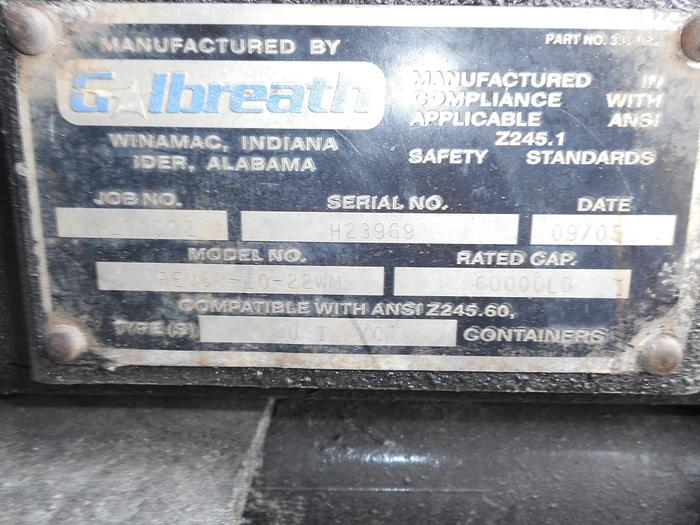 MANUFACTURED BY
Galbreath
WINAMAC, INDIANA
IDER, ALABAMA
PART NO.
MANUFACTURED IN
COMPLIANCE WITH
APPLICABLE ANSI
Z245.1
SAFETY STANDARDS
JOB NO. SERIAL NO. DATE
H23969 09/05
MODEL NO. RATED CAP.
60000LB
COMPATIBLE WITH ANSI Z245.60,
TYPE(S) CONTAINERS